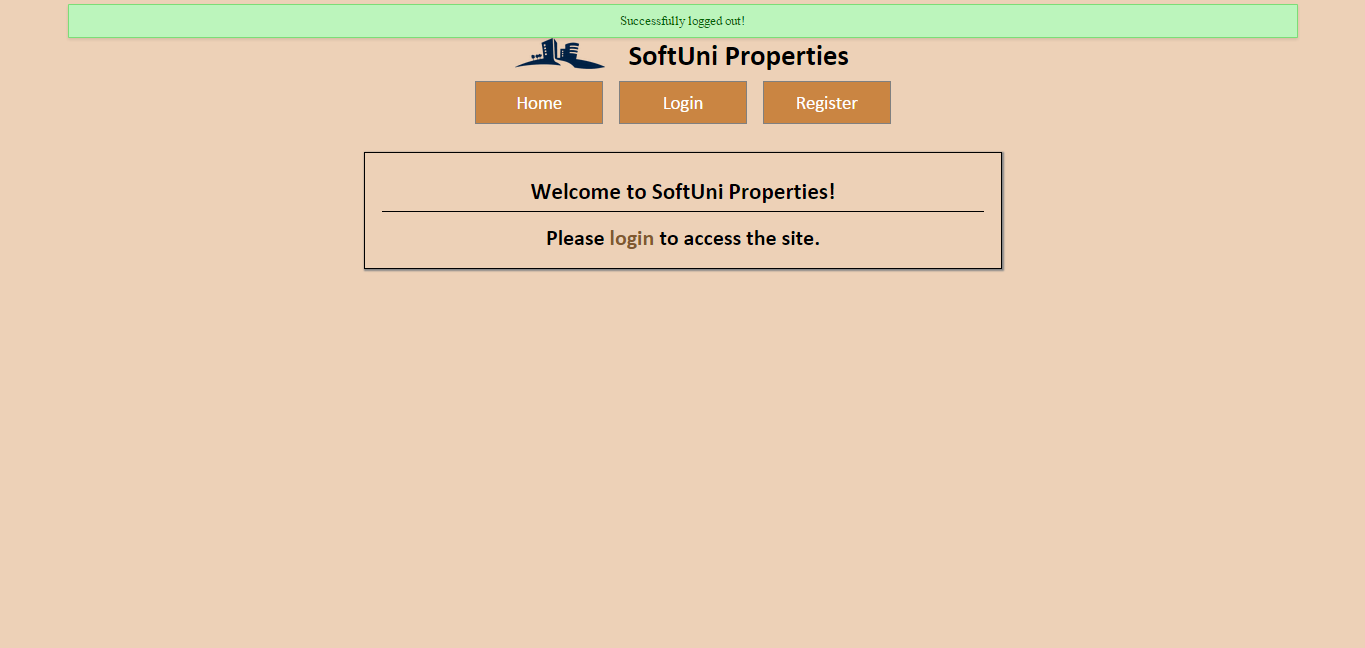 Successfully logged out!
SoftUni Properties
Home Login Register
Welcome to SoftUni Properties!
Please login to access the site.